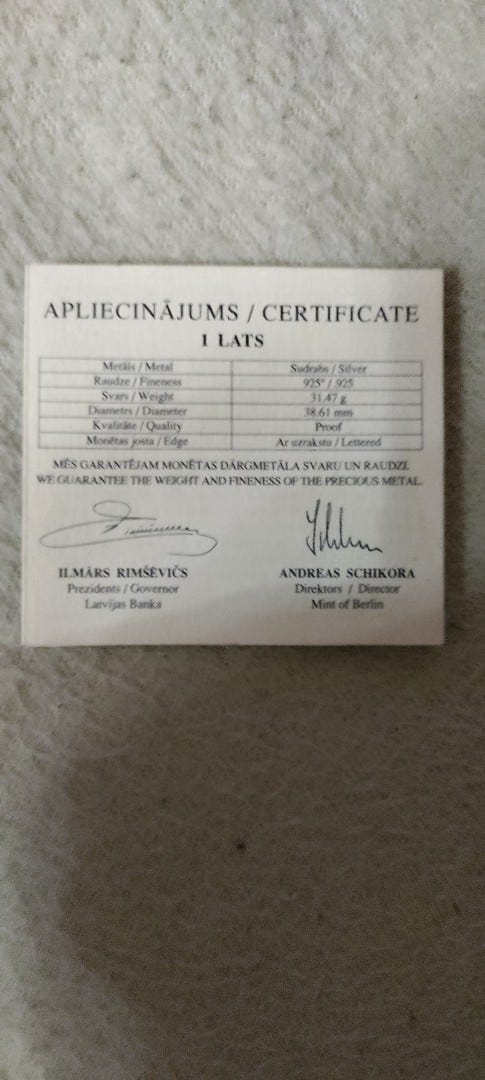 APLIECINĀJUMS / CERTIFICATE
1 LATS
Metāls / Metal Sudrabs / Silver
Raudze / Fineness 925° / 925
Svars / Weight 31.47 g
Diametrs / Diameter 38.61 mm
Kvalitāte / Quality Proof
Monētas josta / Edge Ar uzrakstu / Lettered
MĒS GARANTĒJAM MONĒTAS DĀRGMETĀLA SVARU UN RAUDZI.
WE GUARANTEE THE WEIGHT AND FINENESS OF THE PRECIOUS METAL.
ILMĀRS RIMŠĒVIČS ANDREAS SCHIKORA
Prezidents / Governor Direktors / Director
Latvijas Banka Mint of Berlin